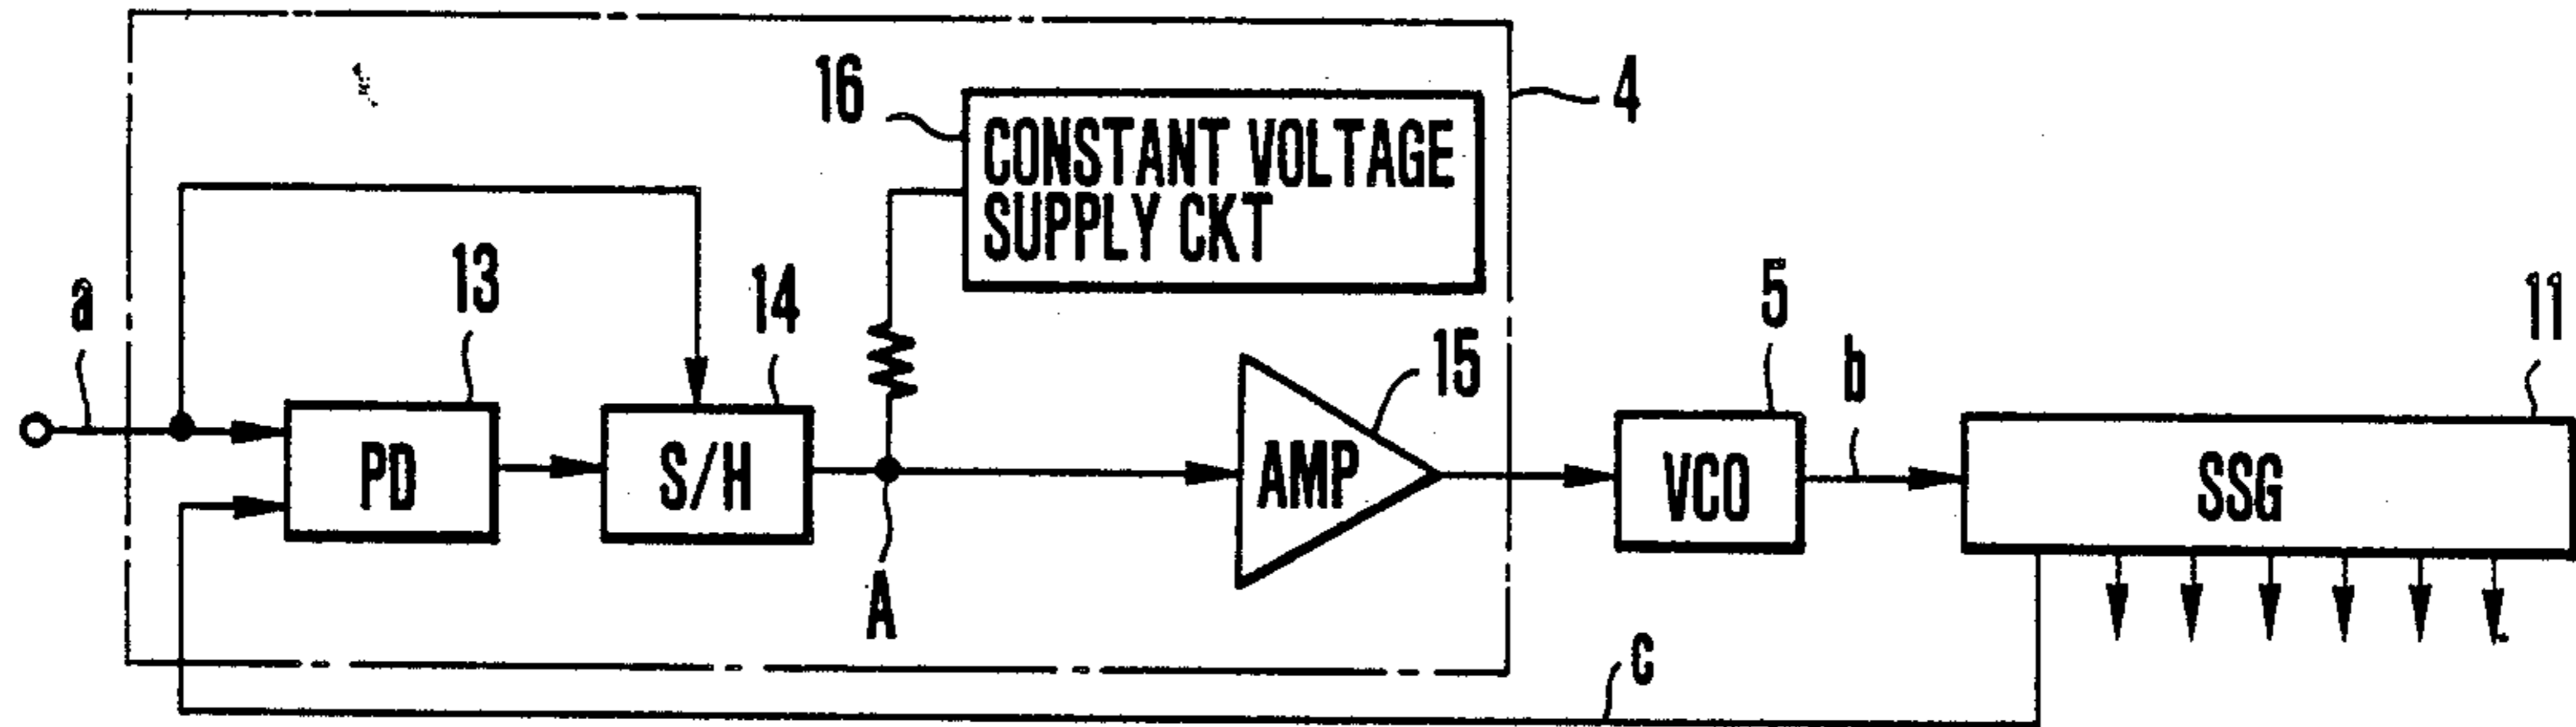 16
CONSTANT VOLTAGE
SUPPLY CKT
4
a
13
14
15
5
b
11
PD
S/H
AMP
VCO
SSG
A
c